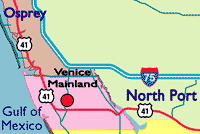 Osprey
41
Venice
Mainland
75
North Port
41
41
Gulf of
Mexico